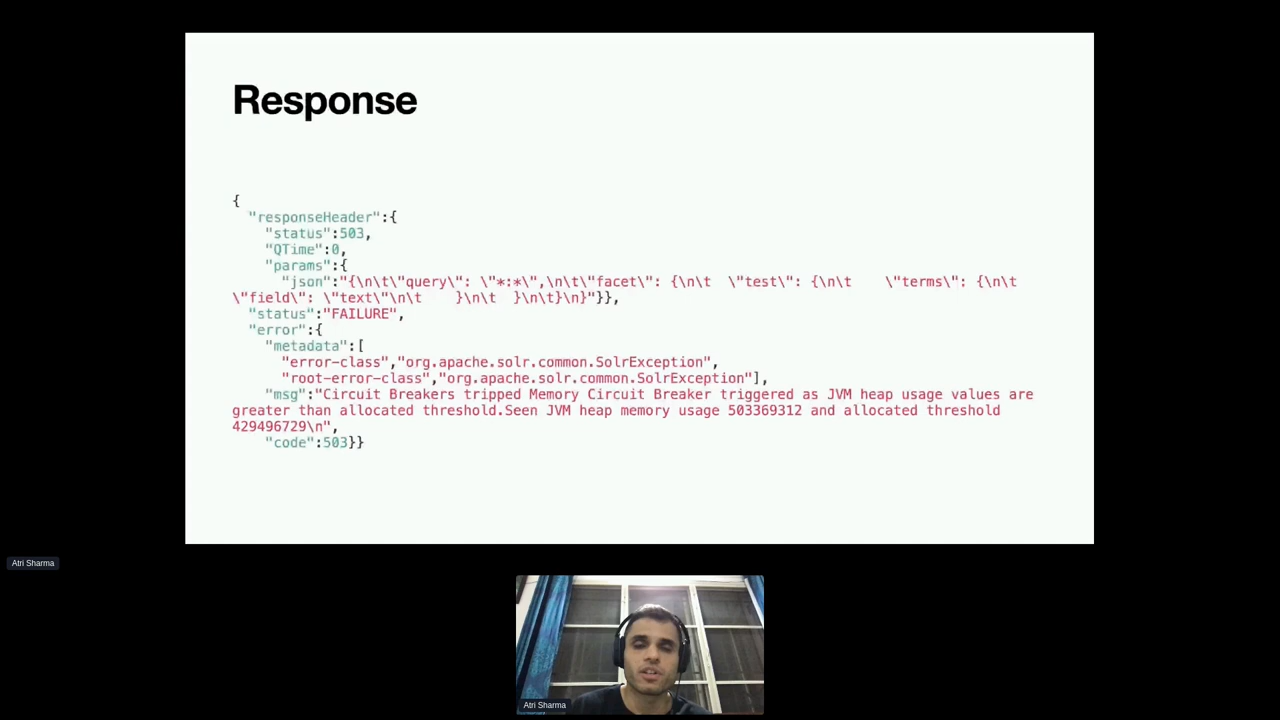 Response
{
"responseHeader":{
"status":503,
"QTime":0,
"params":{
"json":"{\n\t\"query\": \"*:*\",\n\t\"facet\": {\n\t  \"test\": {\n\t    \"terms\": {\n\t
\"field\": \"text\"\n\t    }\n\t  }\n\t}\n}"}},
"status":"FAILURE",
"error":{
"metadata":[
"error-class","org.apache.solr.common.SolrException",
"root-error-class","org.apache.solr.common.SolrException"],
"msg":"Circuit Breakers tripped Memory Circuit Breaker triggered as JVM heap usage values are
greater than allocated threshold.Seen JVM heap memory usage 503369312 and allocated threshold
429496729\n",
"code":503}}
Atri Sharma
Atri Sharma